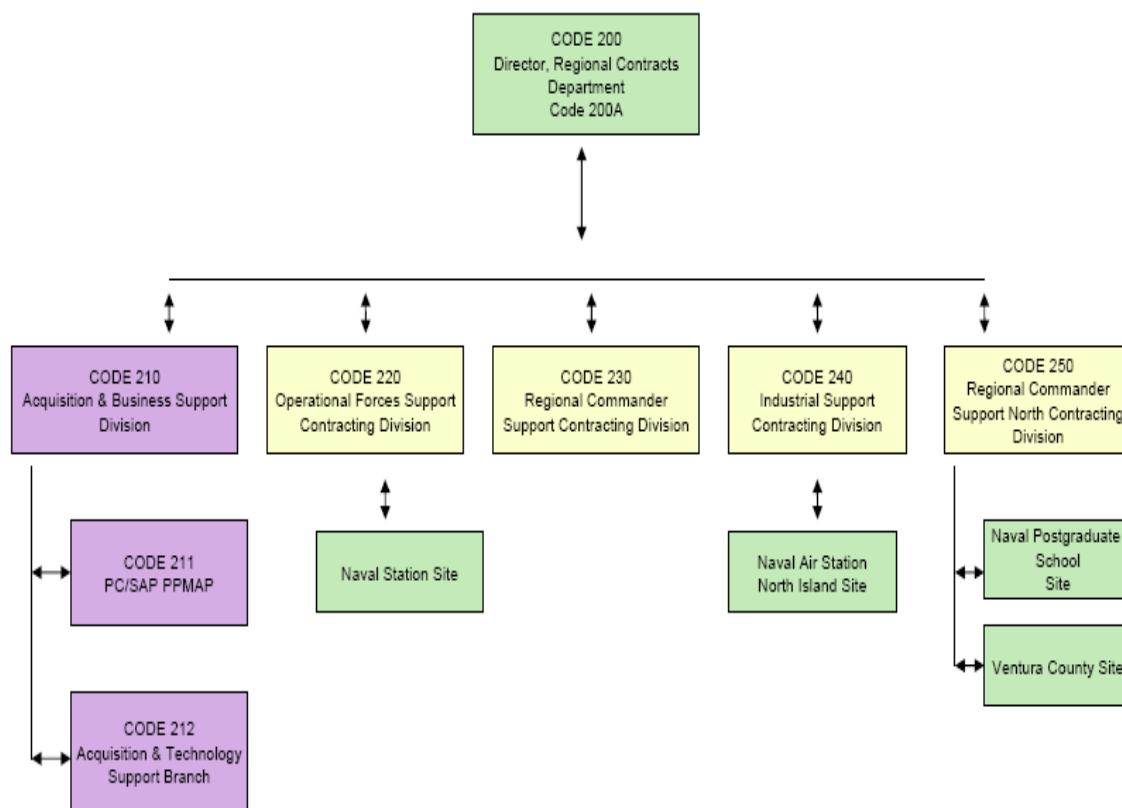 CODE 200
Director, Regional Contracts
Department
Code 200A
CODE 210
Acquisition & Business Support
Division
CODE 220
Operational Forces Support
Contracting Division
CODE 230
Regional Commander
Support Contracting Division
CODE 240
Industrial Support
Contracting Division
CODE 250
Regional Commander
Support North Contracting
Division
CODE 211
PC/SAP PPMAP
Naval Station Site
Naval Air Station
North Island Site
Naval Postgraduate
School
Site
Ventura County Site
CODE 212
Acquisition & Technology
Support Branch